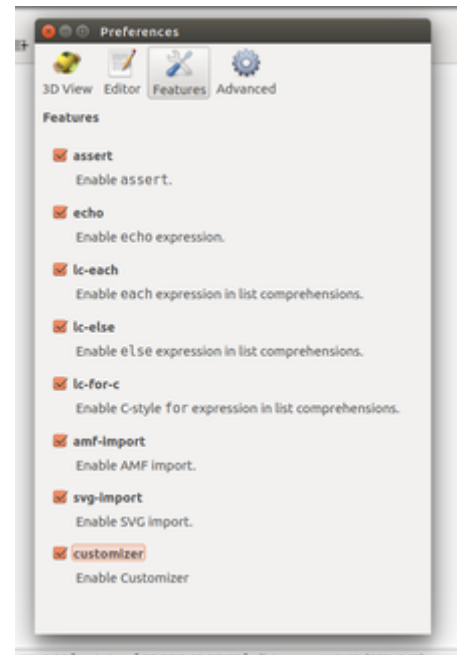 Preferences
3D View Editor Features Advanced
Features
assert
Enable assert.
echo
Enable echo expression.
lc-each
Enable each expression in list comprehensions.
lc-else
Enable else expression in list comprehensions.
lc-for-c
Enable C-style for expression in list comprehensions.
amf-import
Enable AMF import.
svg-import
Enable SVG import.
customizer
Enable Customizer